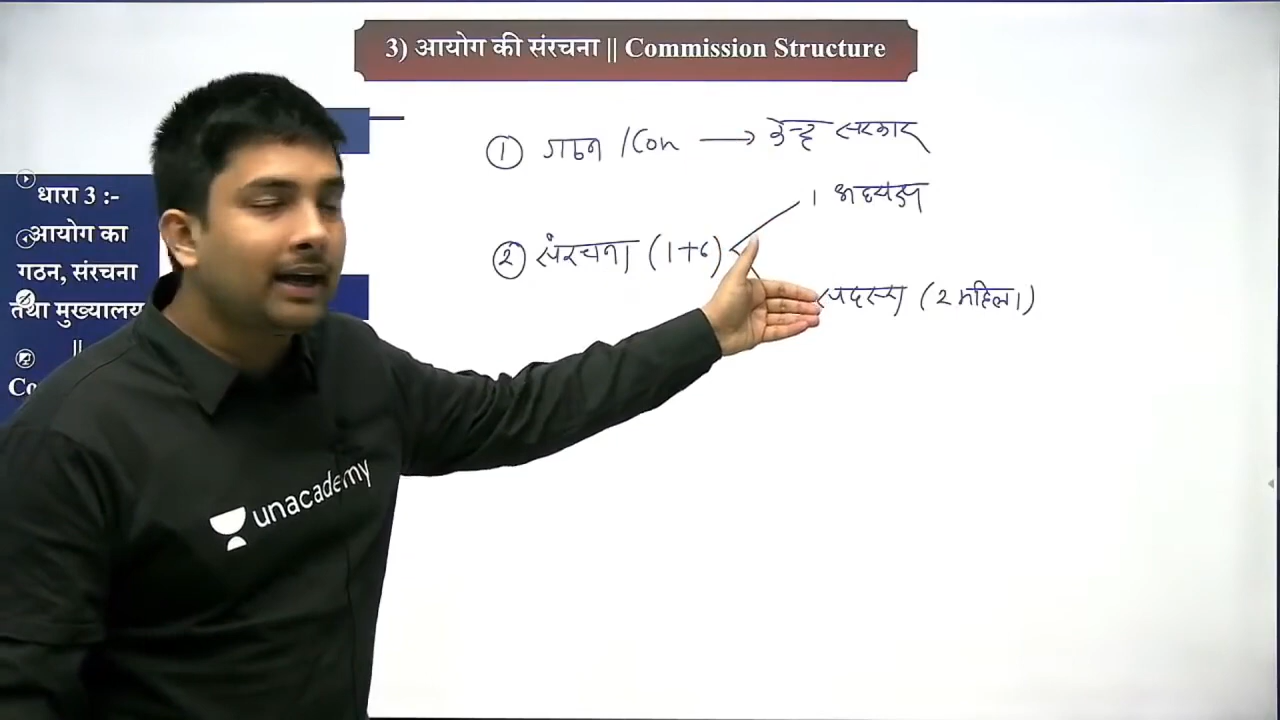 3) आयोग की संरचना || Commission Structure
① गठन /Con → केन्द्र सरकार
1 अध्यक्ष
② संरचना (1+6)
सदस्य (2 महिला)
धारा 3 :-
आयोग का
गठन, संरचना
तथा मुख्यालय
||
Co
unacademy